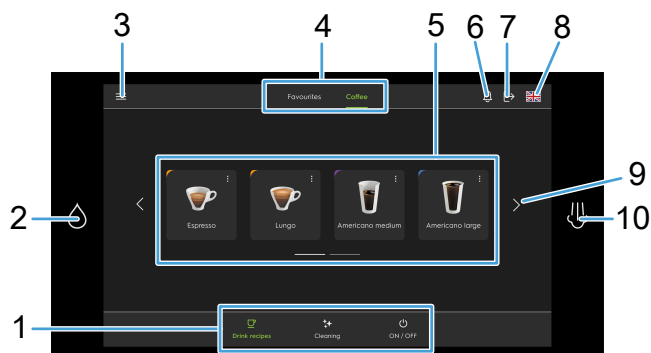 3 4 5 6 7 8
Favourites Coffee
2 9 10
Espresso Lungo Americano medium Americano large
1
Drink recipes Cleaning ON / OFF